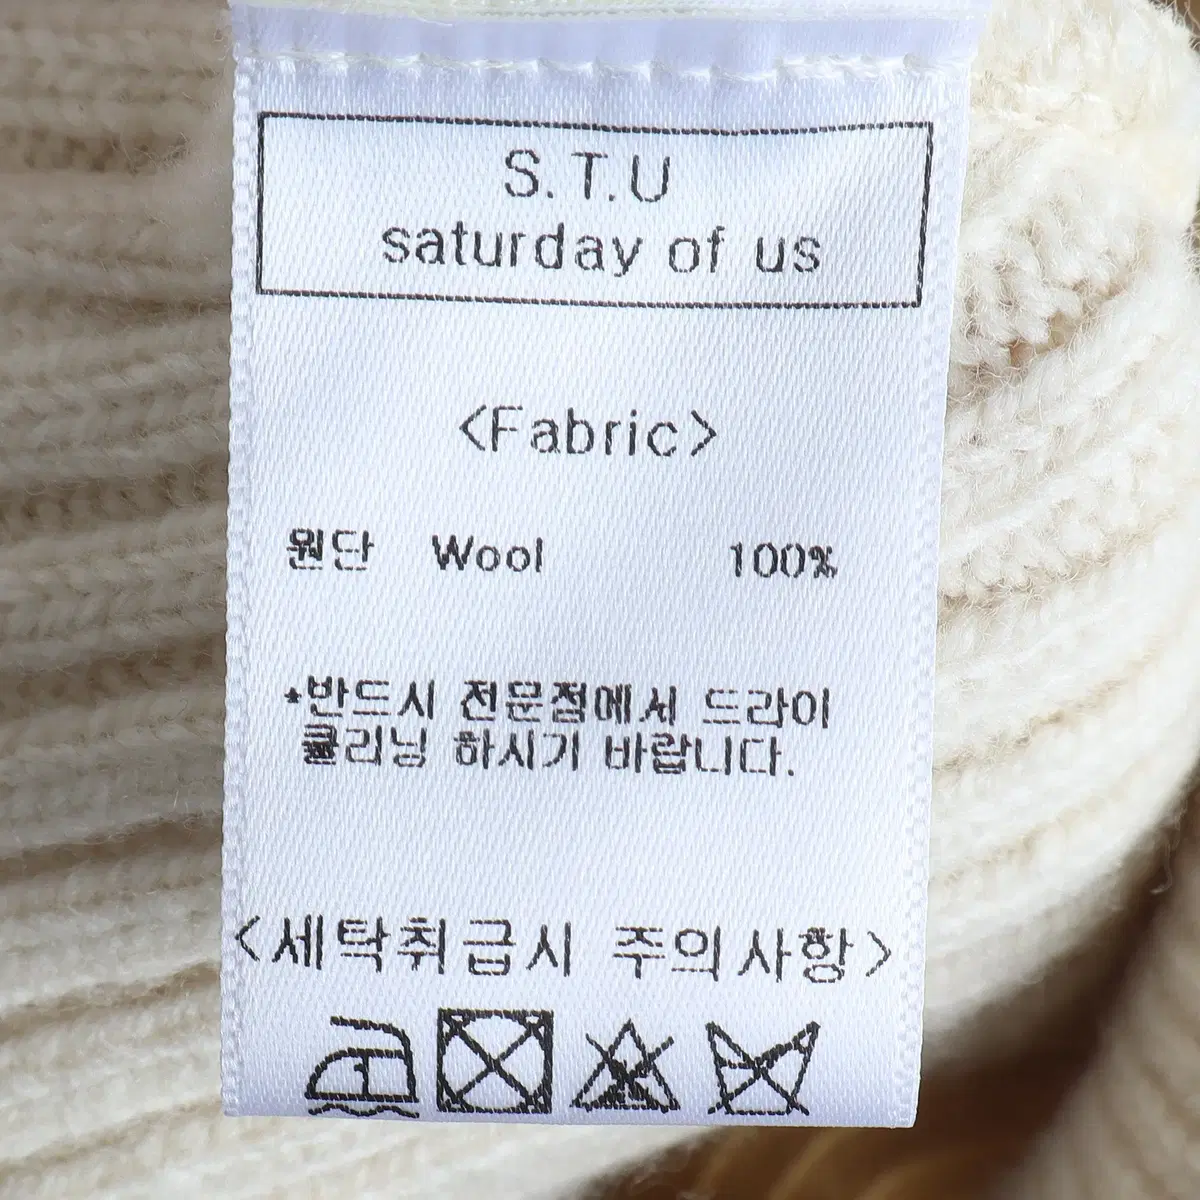 S.T.U
saturday of us
<Fabric>
원단 Wool 100%
*반드시 전문점에서 드라이
클리닝 하시기 바랍니다.
<세탁취급시 주의사항>